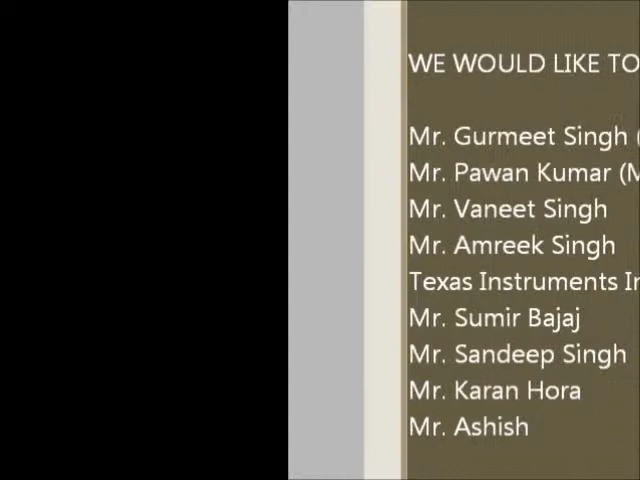 WE WOULD LIKE TO
Mr. Gurmeet Singh (
Mr. Pawan Kumar (M
Mr. Vaneet Singh
Mr. Amreek Singh
Texas Instruments In
Mr. Sumir Bajaj
Mr. Sandeep Singh
Mr. Karan Hora
Mr. Ashish